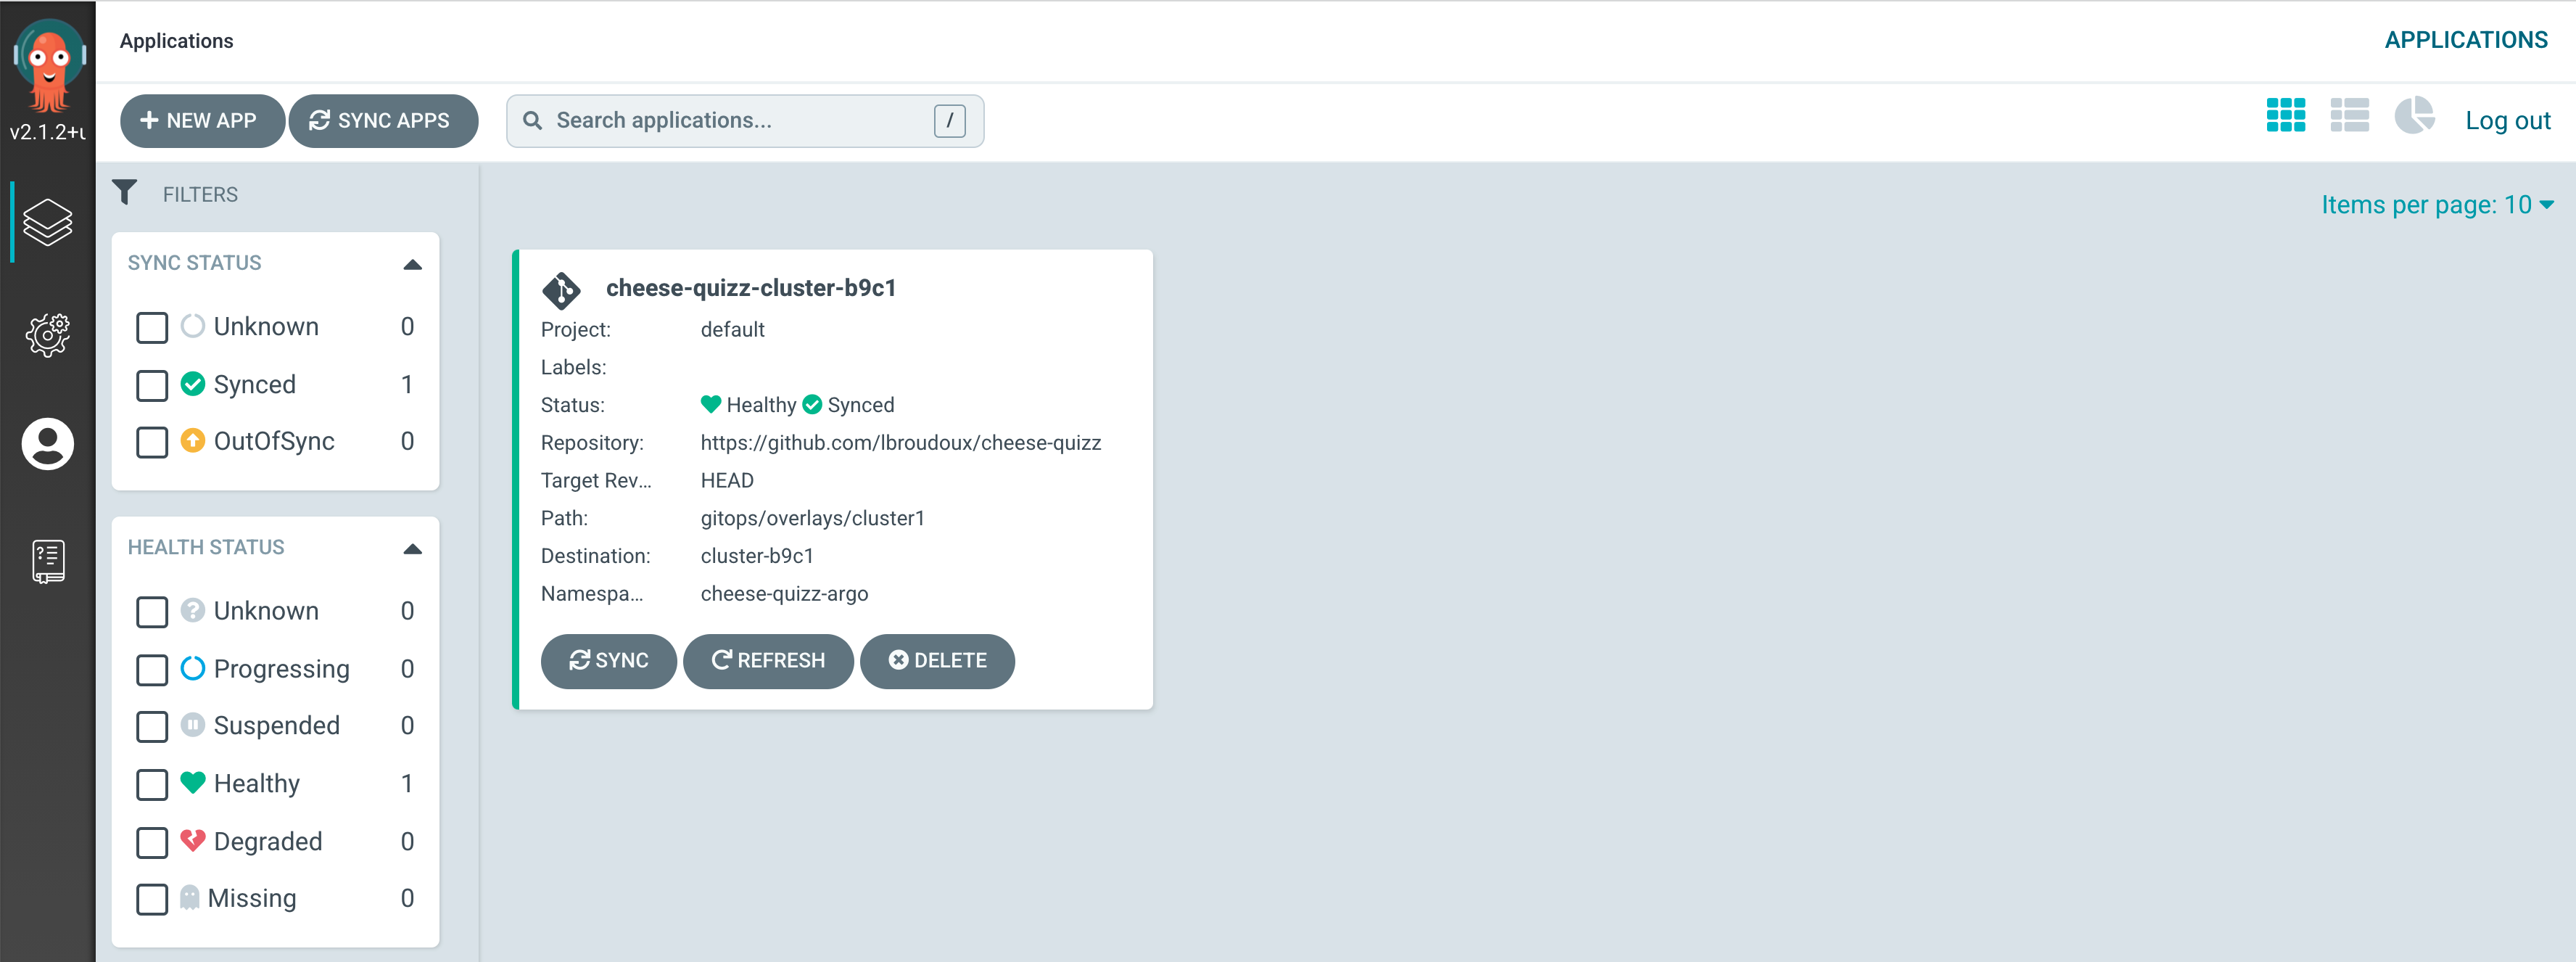 Applications
APPLICATIONS
v2.1.2+u
NEW APP
SYNC APPS
Search applications...
/
Log out
FILTERS
Items per page: 10
SYNC STATUS
Unknown 0
Synced 1
OutOfSync 0
HEALTH STATUS
Unknown 0
Progressing 0
Suspended 0
Healthy 1
Degraded 0
Missing 0
cheese-quizz-cluster-b9c1
Project: default
Labels:
Status: Healthy Synced
Repository: https://github.com/lbroudoux/cheese-quizz
Target Rev... HEAD
Path: gitops/overlays/cluster1
Destination: cluster-b9c1
Namespa... cheese-quizz-argo
SYNC REFRESH DELETE